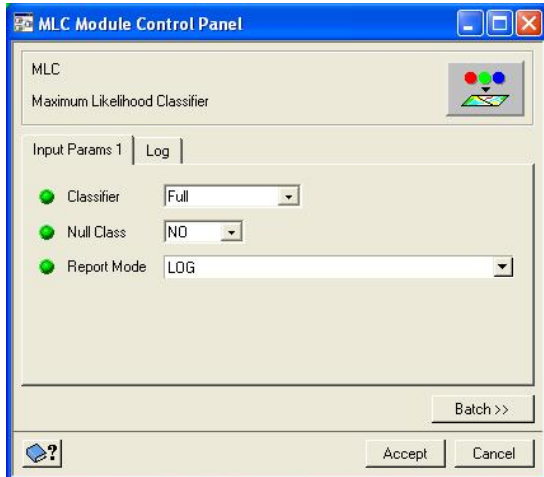 MLC Module Control Panel
MLC
Maximum Likelihood Classifier
Input Params 1 Log
Classifier Full
Null Class NO
Report Mode LOG
Batch >>
? Accept Cancel